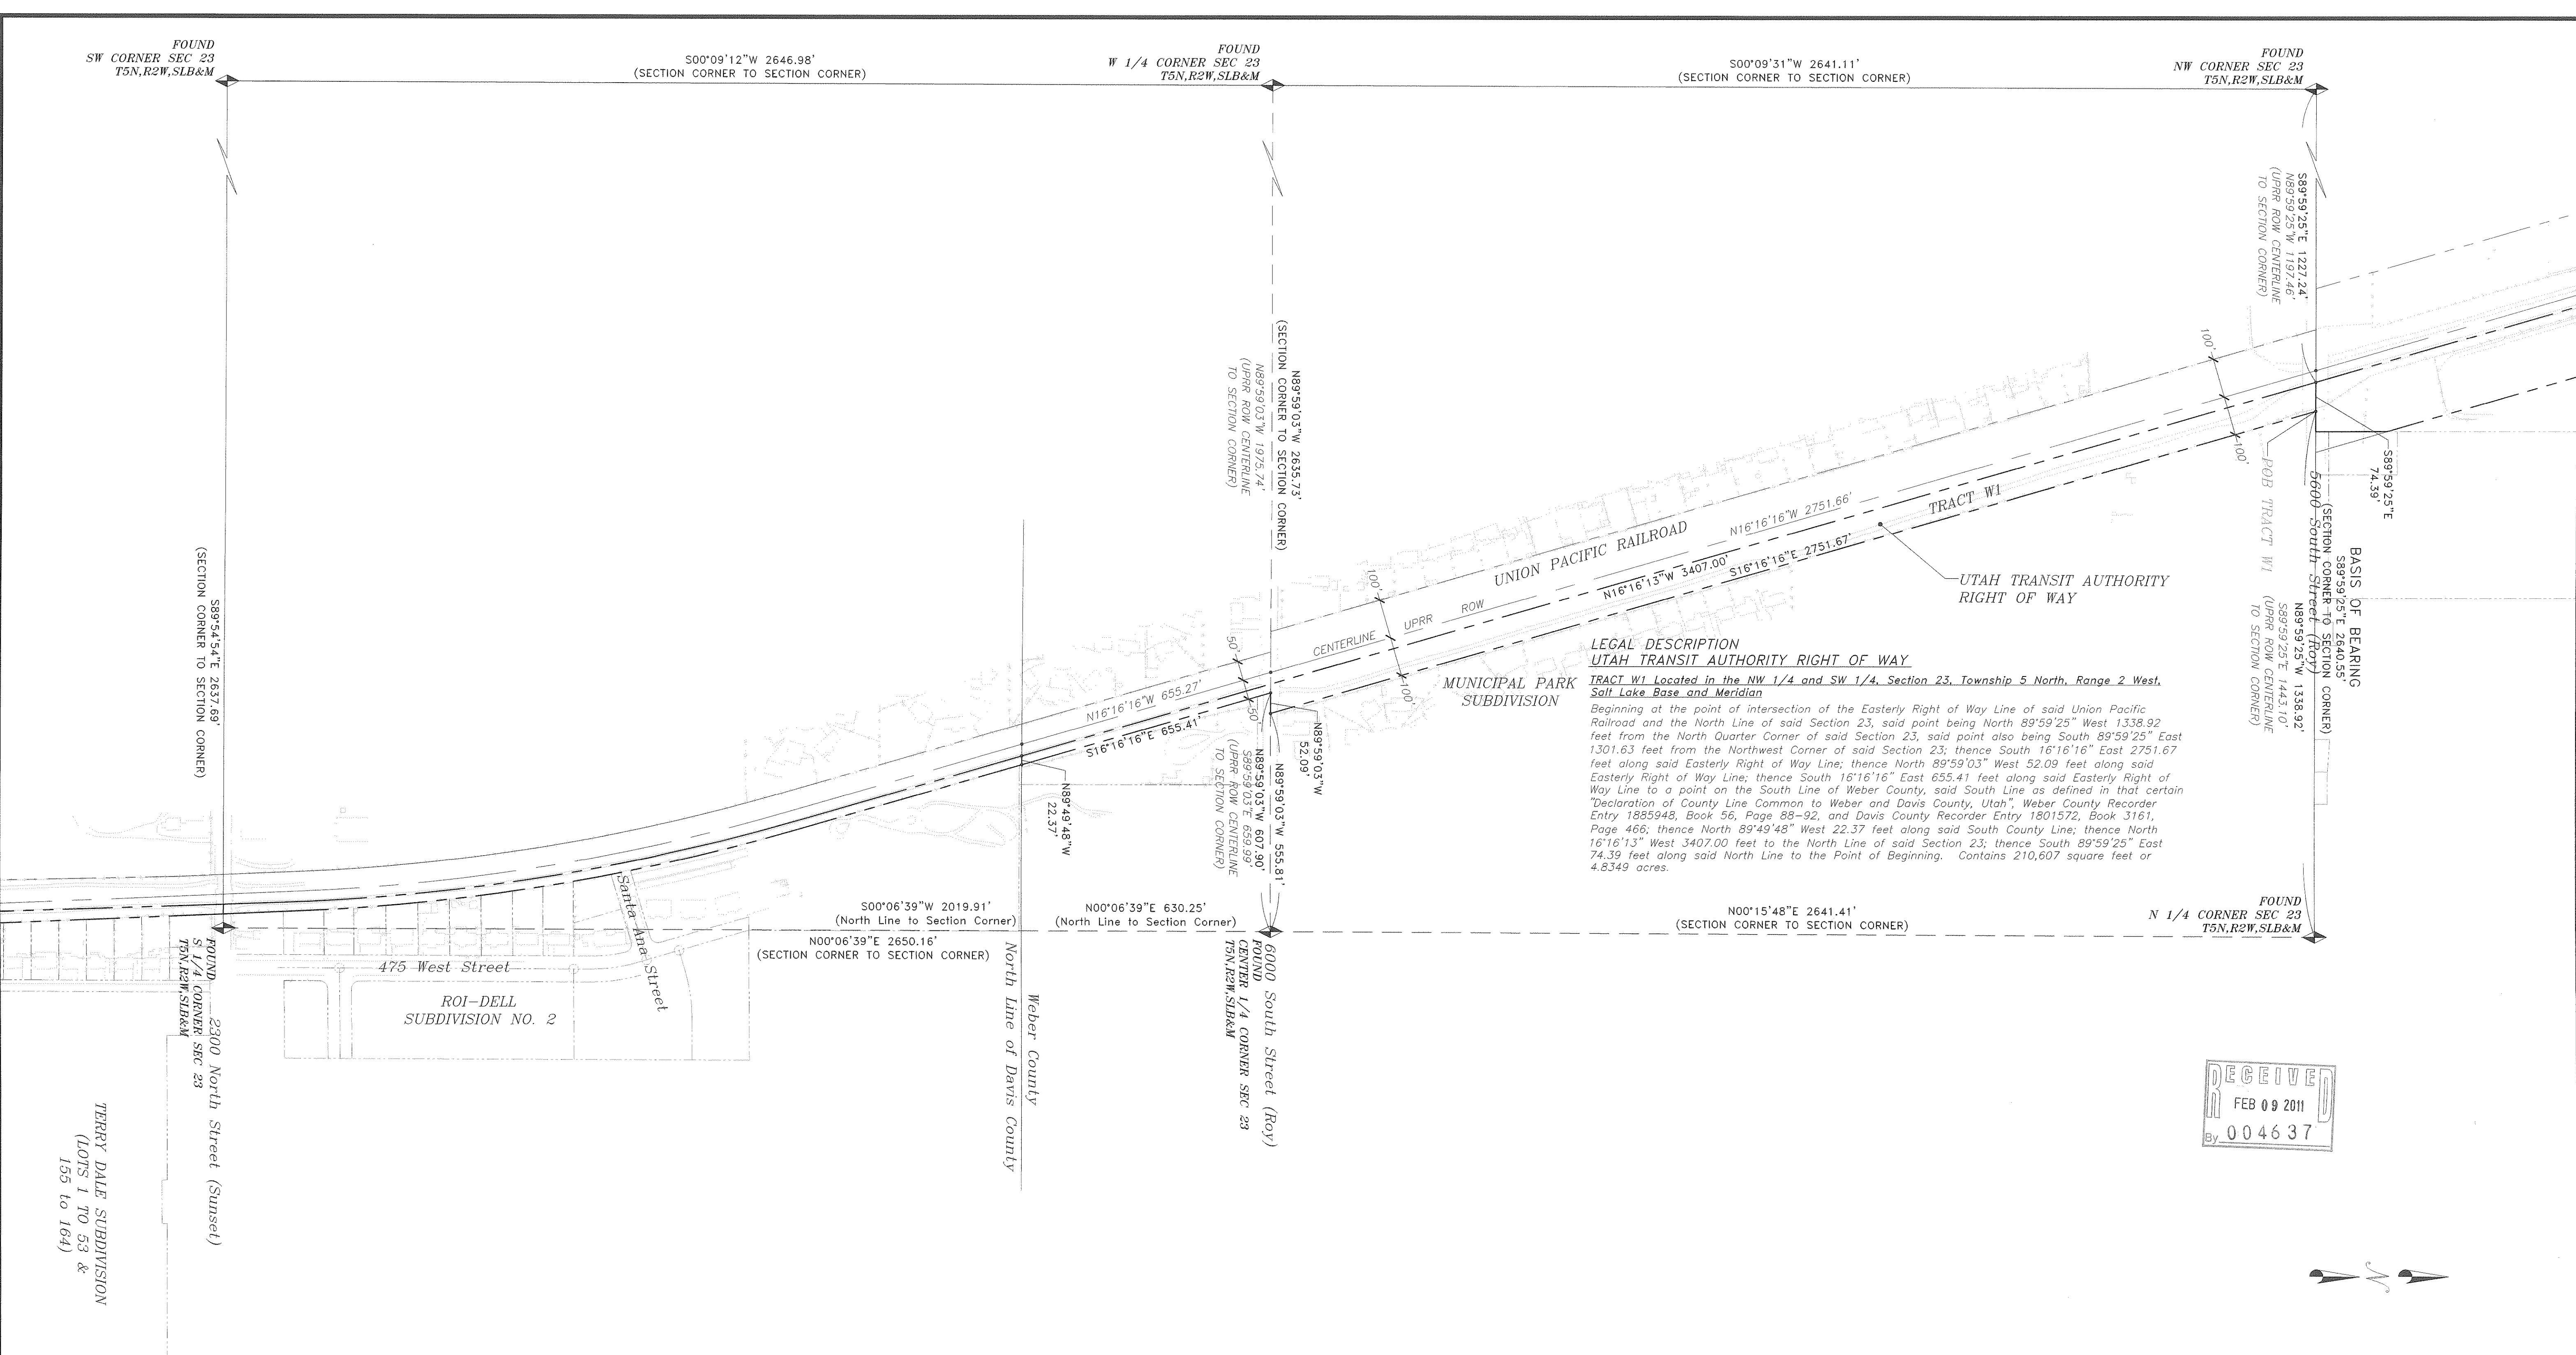 FOUND
SW CORNER SEC 23
T5N,R2W,SLB&M
S00°09'12"W 2646.98'
(SECTION CORNER TO SECTION CORNER)
FOUND
W 1/4 CORNER SEC 23
T5N,R2W,SLB&M
S00°09'31"W 2641.11'
(SECTION CORNER TO SECTION CORNER)
FOUND
NW CORNER SEC 23
T5N,R2W,SLB&M
S89°59'25"E 1227.24'
N89°59'25"W 1197.46'
(UPRR ROW CENTERLINE
TO SECTION CORNER)
N89°59'03"W 2635.73'
(SECTION CORNER TO SECTION CORNER)
N89°59'03"W 1975.74'
(UPRR ROW CENTERLINE
TO SECTION CORNER)
S89°54'54"E 2637.69'
(SECTION CORNER TO SECTION CORNER)
100'
100'
S89°59'25"E
74.39'
POB TRACT W1
5600 South Street (Roy)
BASIS OF BEARING
S89°59'25"E 2640.55'
(SECTION CORNER TO SECTION CORNER)
N89°59'25"W 1338.92'
S89°59'25"E 1443.10'
(UPRR ROW CENTERLINE
TO SECTION CORNER)
TRACT W1
N16°16'16"W 2751.66'
UNION PACIFIC RAILROAD
N16°16'13"W 3407.00'
S16°16'16"E 2751.67'
100'
100'
CENTERLINE UPRR ROW
UTAH TRANSIT AUTHORITY
RIGHT OF WAY
MUNICIPAL PARK
SUBDIVISION
50'
50'
N16°16'16"W 655.27'
S16°16'16"E 655.41'
N89°59'03"W
52.09'
N89°59'03"W 555.81'
N89°59'03"W 607.90'
S89°59'03"E 659.99'
(UPRR ROW CENTERLINE
TO SECTION CORNER)
N89°49'48"W
22.37'
LEGAL DESCRIPTION
UTAH TRANSIT AUTHORITY RIGHT OF WAY
TRACT W1 Located in the NW 1/4 and SW 1/4, Section 23, Township 5 North, Range 2 West,
Salt Lake Base and Meridian
Beginning at the point of intersection of the Easterly Right of Way Line of said Union Pacific
Railroad and the North Line of said Section 23, said point being North 89°59'25" West 1338.92
feet from the North Quarter Corner of said Section 23, said point also being South 89°59'25" East
1301.63 feet from the Northwest Corner of said Section 23; thence South 16°16'16" East 2751.67
feet along said Easterly Right of Way Line; thence North 89°59'03" West 52.09 feet along said
Easterly Right of Way Line; thence South 16°16'16" East 655.41 feet along said Easterly Right of
Way Line to a point on the South Line of Weber County, said South Line as defined in that certain
"Declaration of County Line Common to Weber and Davis County, Utah", Weber County Recorder
Entry 1885948, Book 56, Page 88-92, and Davis County Recorder Entry 1801572, Book 3161,
Page 466; thence North 89°49'48" West 22.37 feet along said South County Line; thence North
16°16'13" West 3407.00 feet to the North Line of said Section 23; thence South 89°59'25" East
74.39 feet along said North Line to the Point of Beginning. Contains 210,607 square feet or
4.8349 acres.
S00°06'39"W 2019.91'
(North Line to Section Corner)
N00°06'39"E 630.25'
(North Line to Section Corner)
N00°06'39"E 2650.16'
(SECTION CORNER TO SECTION CORNER)
N00°15'48"E 2641.41'
(SECTION CORNER TO SECTION CORNER)
FOUND
N 1/4 CORNER SEC 23
T5N,R2W,SLB&M
Santa Ana Street
475 West Street
ROI-DELL
SUBDIVISION NO. 2
2300 North Street (Sunset)
FOUND
S 1/4 CORNER SEC 23
T5N,R2W,SLB&M
Weber County
North Line of Davis County
6000 South Street (Roy)
FOUND
CENTER 1/4 CORNER SEC 23
T5N,R2W,SLB&M
TERRY DALE SUBDIVISION
(LOTS 1 TO 53 &
155 to 164)
RECEIVED
FEB 09 2011
By 004637
N